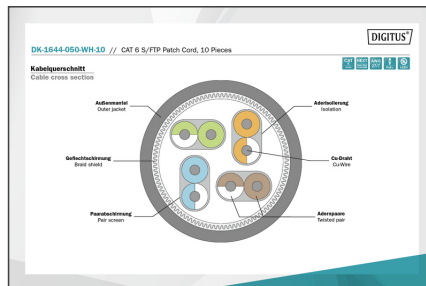 DIGITUS®
DK-1644-050-WH-10 // CAT 6 S/FTP Patch Cord, 10 Pieces
Kabelquerschnitt
Cable cross section
Außenmantel
Outer jacket
Aderisolierung
Isolation
Geflechtschirmung
Braid shield
Cu-Draht
Cu-Wire
Paarabschirmung
Pair screen
Adernpaare
Twisted pair